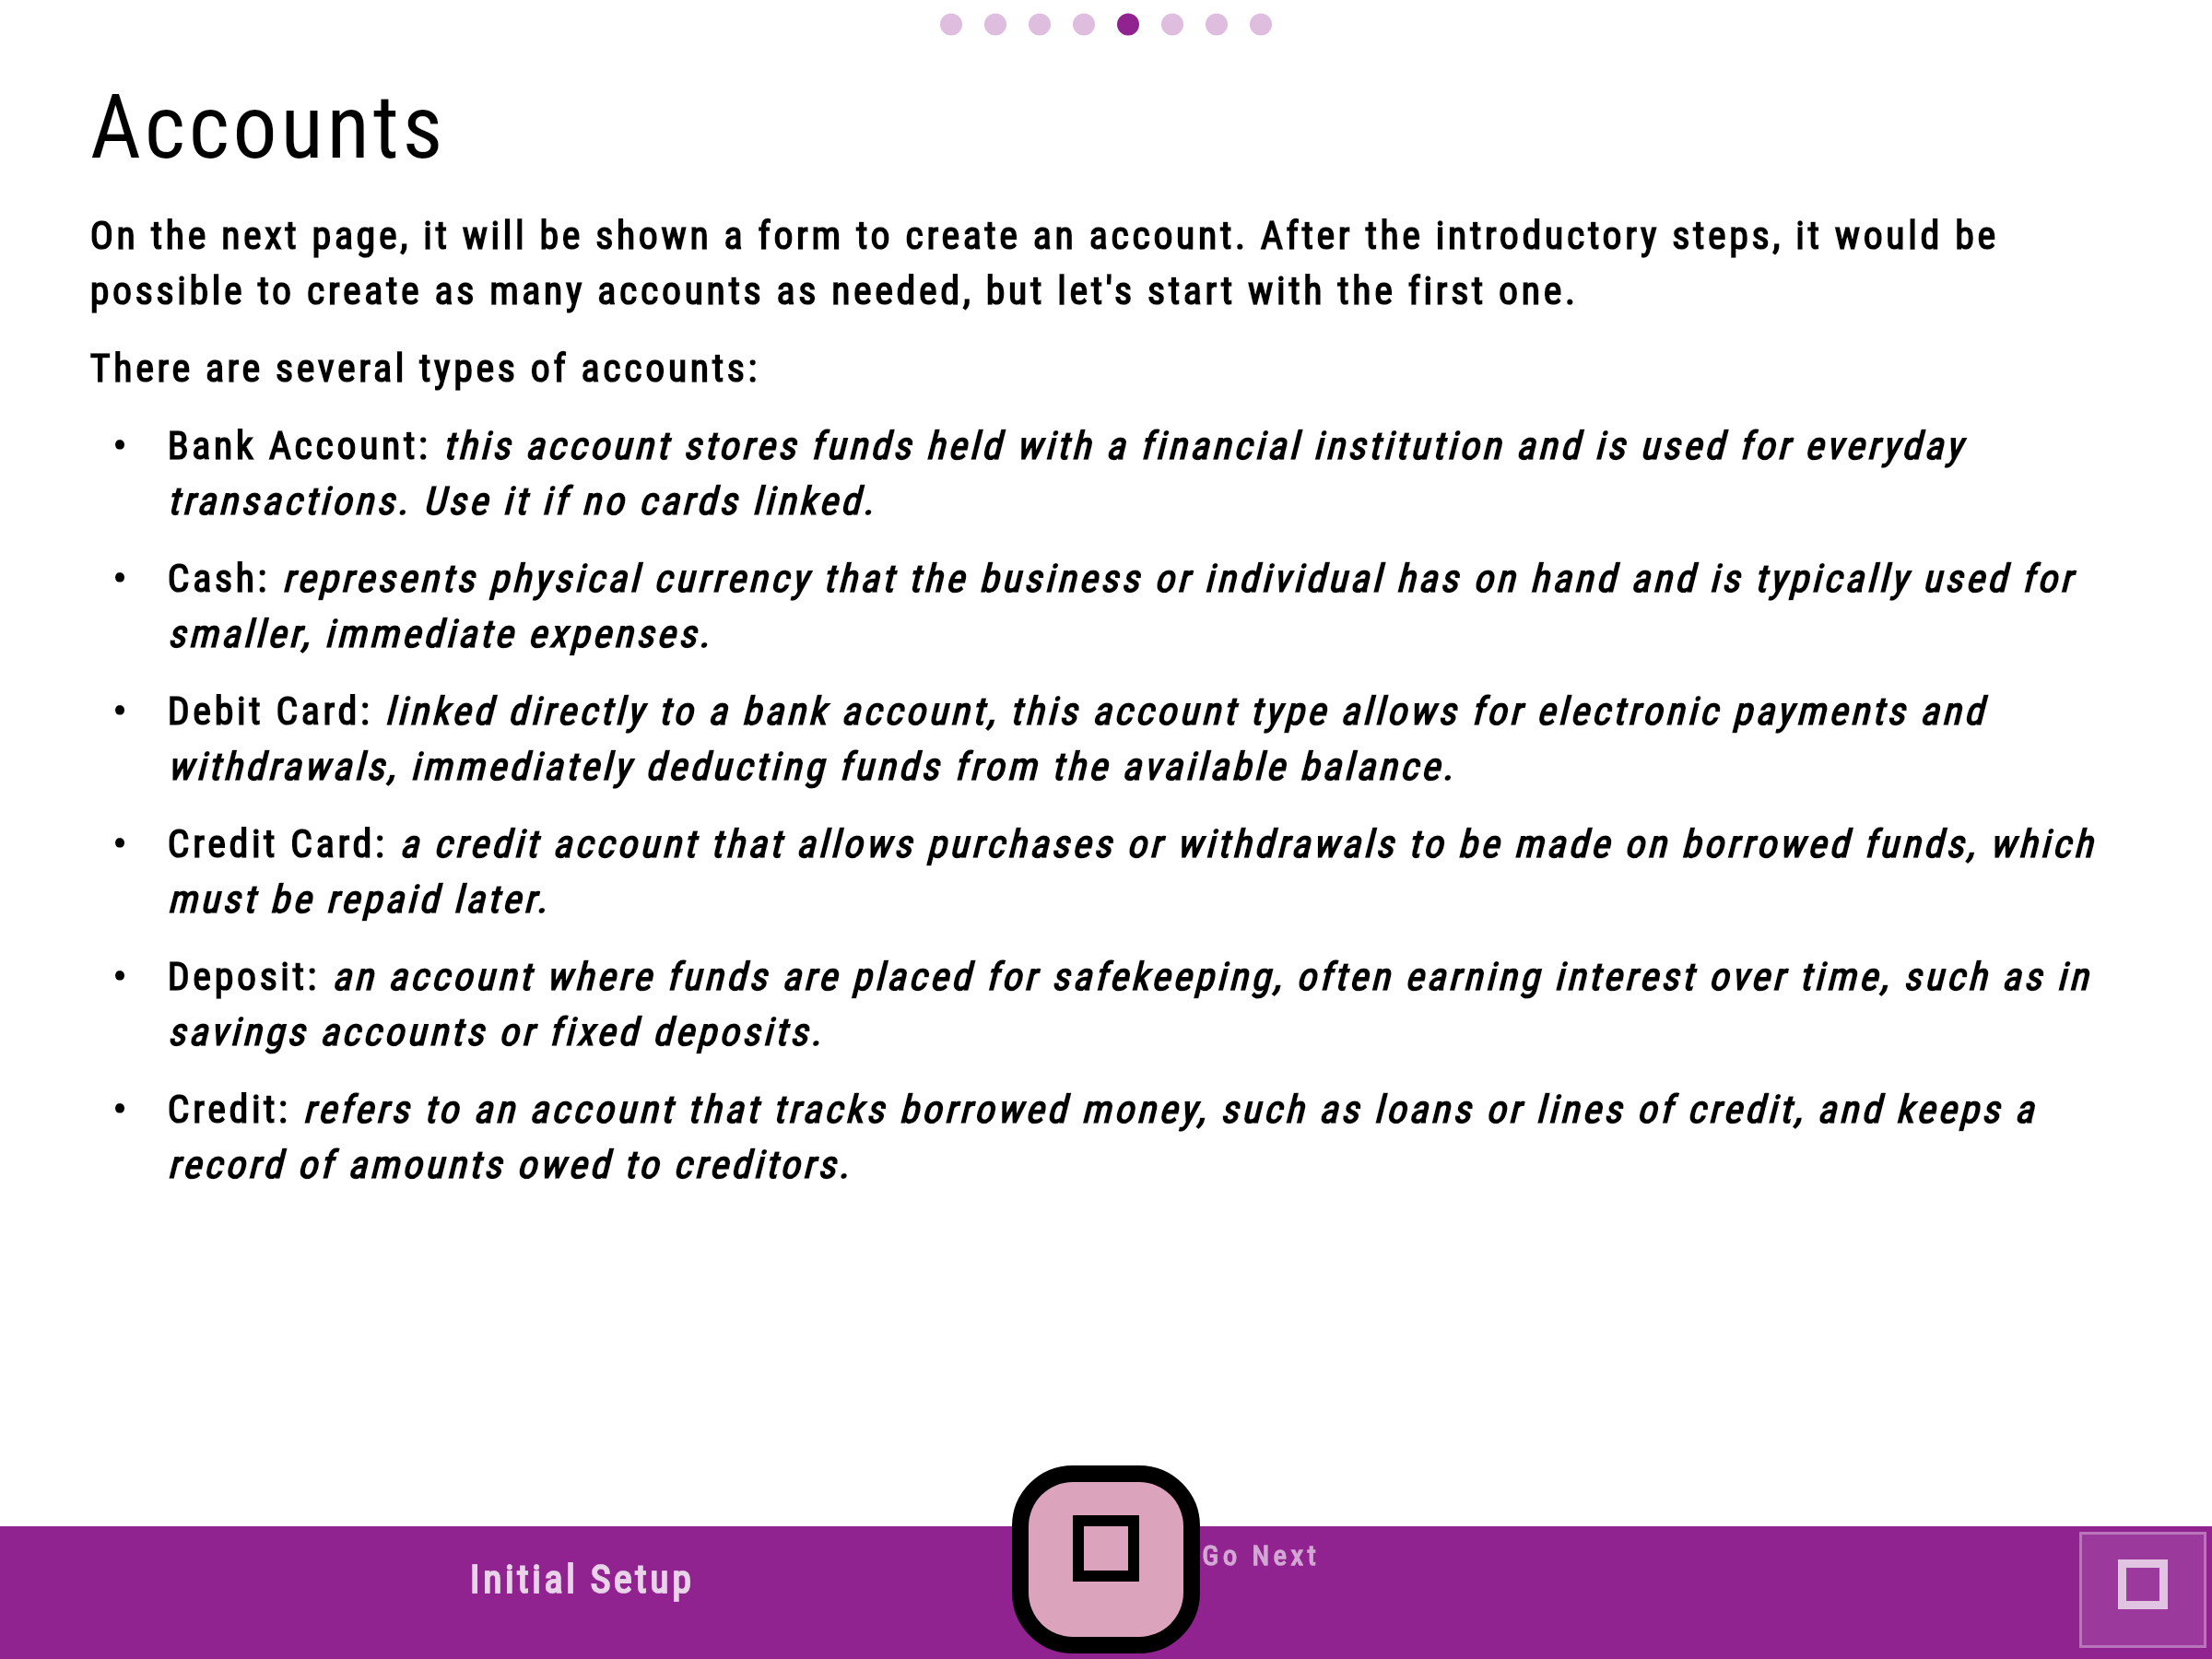 Accounts
On the next page, it will be shown a form to create an account. After the introductory steps, it would be
possible to create as many accounts as needed, but let's start with the first one.
There are several types of accounts:
• Bank Account: this account stores funds held with a financial institution and is used for everyday
transactions. Use it if no cards linked.
• Cash: represents physical currency that the business or individual has on hand and is typically used for
smaller, immediate expenses.
• Debit Card: linked directly to a bank account, this account type allows for electronic payments and
withdrawals, immediately deducting funds from the available balance.
• Credit Card: a credit account that allows purchases or withdrawals to be made on borrowed funds, which
must be repaid later.
• Deposit: an account where funds are placed for safekeeping, often earning interest over time, such as in
savings accounts or fixed deposits.
• Credit: refers to an account that tracks borrowed money, such as loans or lines of credit, and keeps a
record of amounts owed to creditors.
Initial Setup
Go Next